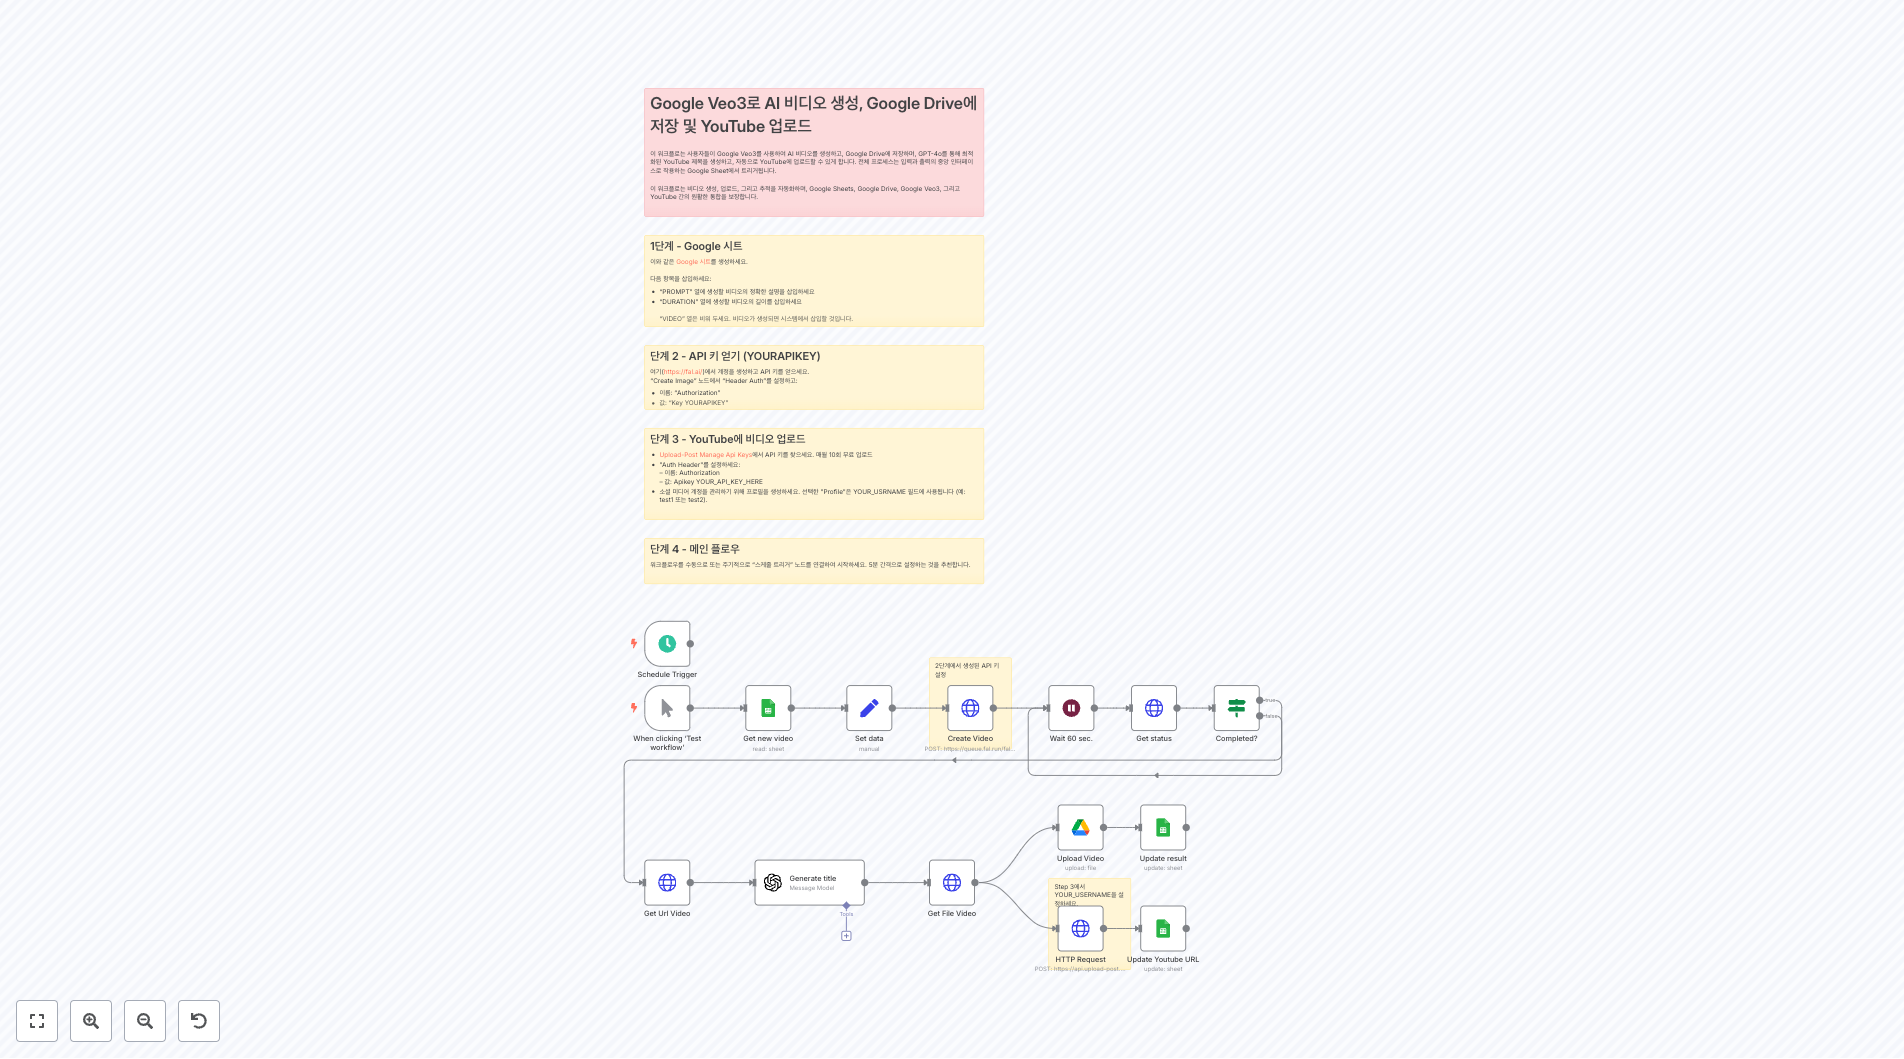 Google Veo3로 AI 비디오 생성, Google Drive에
저장 및 YouTube 업로드
이 워크플로는 사용자들이 Google Veo3를 사용하여 AI 비디오를 생성하고, Google Drive에 저장하며, GPT-4o를 통해 최적
화된 YouTube 제목을 생성하고, 자동으로 YouTube에 업로드할 수 있게 합니다. 전체 프로세스는 입력과 출력의 중앙 인터페이
스로 작용하는 Google Sheet에서 트리거됩니다.
이 워크플로는 비디오 생성, 업로드, 그리고 추적을 자동화하며, Google Sheets, Google Drive, Google Veo3, 그리고
YouTube 간의 원활한 통합을 보장합니다.
1단계 - Google 시트
이와 같은 Google 시트를 생성하세요.
다음 항목을 삽입하세요:
• "PROMPT" 열에 생성할 비디오의 정확한 설명을 삽입하세요
• "DURATION" 열에 생성할 비디오의 길이를 삽입하세요
"VIDEO" 열은 비워 두세요. 비디오가 생성되면 시스템에서 삽입할 것입니다.
단계 2 - API 키 얻기 (YOURAPIKEY)
여기(https://fal.ai/)에서 계정을 생성하고 API 키를 얻으세요.
"Create Image" 노드에서 "Header Auth"를 설정하고:
• 이름: "Authorization"
• 값: "Key YOURAPIKEY"
단계 3 - YouTube에 비디오 업로드
• Upload-Post Manage Api Keys에서 API 키를 찾으세요. 매월 10회 무료 업로드
• "Auth Header"를 설정하세요:
– 이름: Authorization
– 값: Apikey YOUR_API_KEY_HERE
• 소셜 미디어 계정을 관리하기 위해 프로필을 생성하세요. 선택한 "Profile"은 YOUR_USRNAME 필드에 사용됩니다 (예:
test1 또는 test2).
단계 4 - 메인 플로우
워크플로우를 수동으로 또는 주기적으로 "스케줄 트리거" 노드를 연결하여 시작하세요. 5분 간격으로 설정하는 것을 추천합니다.
Schedule Trigger
2단계에서 생성된 API 키
설정
When clicking 'Test
workflow'
Get new video
read: sheet
Set data
manual
Create Video
POST: https://queue.fal.run/fal...
Wait 60 sec.
Get status
Completed?
true
false
Get Url Video
Generate title
Message Model
Tools
Get File Video
Upload Video
upload: file
Update result
update: sheet
Step 3에서
YOUR_USERNAME을 설
정하세요
HTTP Request
POST: https://api.upload-post....
Update Youtube URL
update: sheet